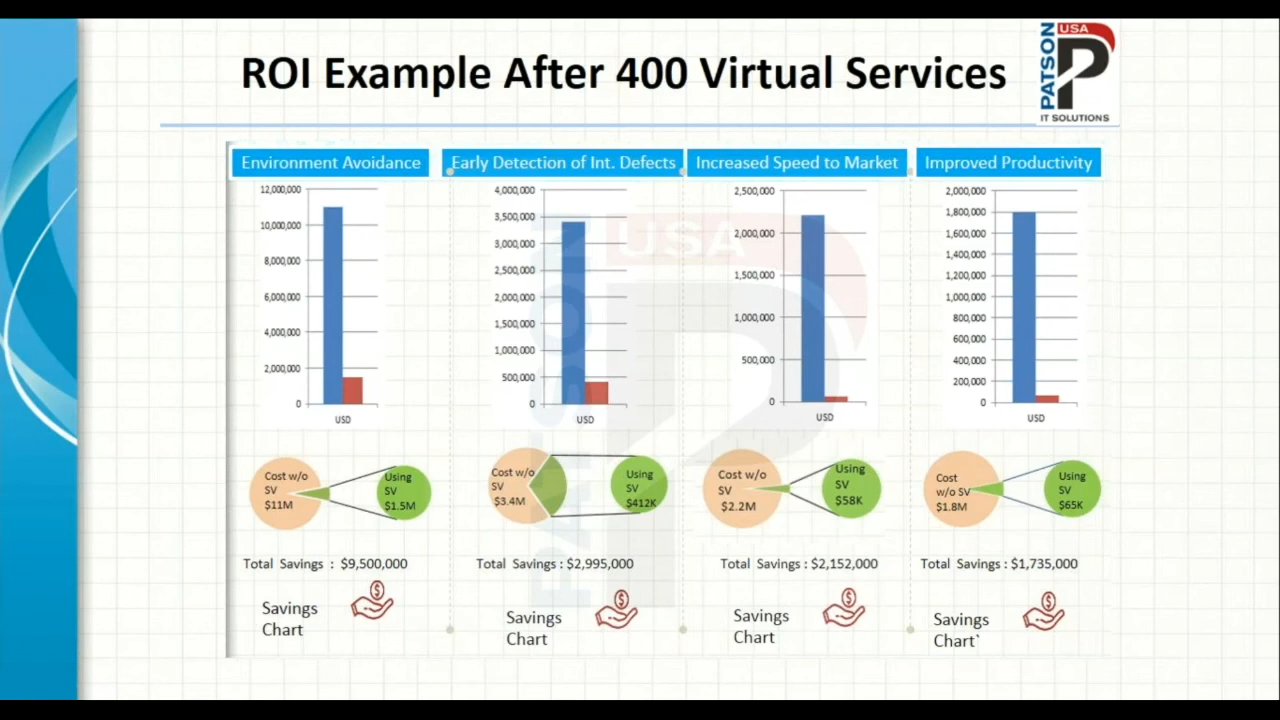 ROI Example After 400 Virtual Services
PATSON
USA
IT SOLUTIONS
Environment Avoidance
12,000,000
10,000,000
8,000,000
6,000,000
4,000,000
2,000,000
0
USD
Early Detection of Int. Defects
4,000,000
3,500,000
3,000,000
2,500,000
2,000,000
1,500,000
1,000,000
500,000
0
USD
Increased Speed to Market
2,500,000
2,000,000
1,500,000
1,000,000
500,000
0
USD
Improved Productivity
2,000,000
1,800,000
1,600,000
1,400,000
1,200,000
1,000,000
800,000
600,000
400,000
200,000
0
USD
USA
PATSON
Cost w/o
SV
$11M
Using
SV
$1.5M
Cost w/o
SV
$3.4M
Using
SV
$412K
Cost w/o
SV
$2.2M
Using
SV
$58K
Cost
w/o SV
$1.8M
Using
SV
$65K
Total Savings : $9,500,000
Total Savings : $2,995,000
Total Savings : $2,152,000
Total Savings : $1,735,000
Savings
Chart
$
Savings
Chart
$
Savings
Chart
$
Savings
Chart`
$